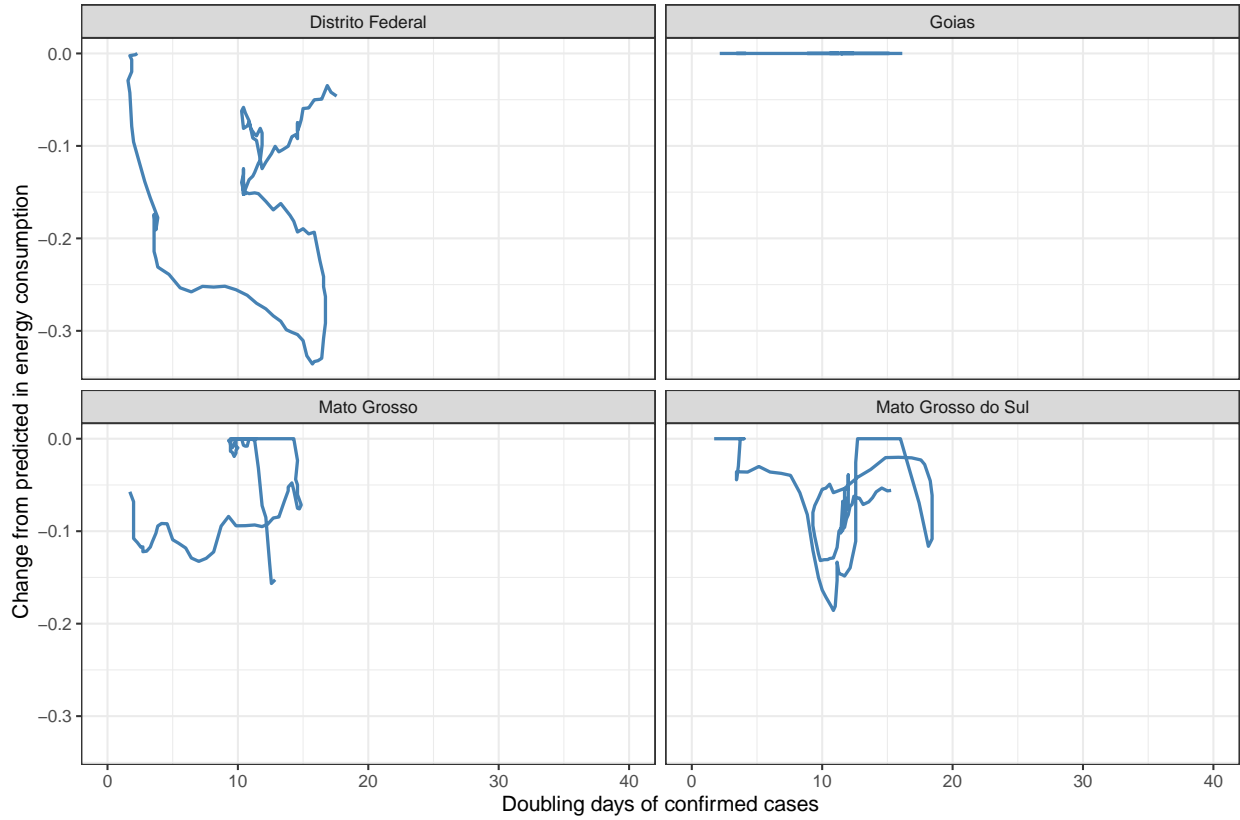 Distrito Federal
Goias
0.0
−0.1
−0.2
−0.3
Mato Grosso
Mato Grosso do Sul
0.0
−0.1
−0.2
−0.3
0 10 20 30 40
0 10 20 30 40
Doubling days of confirmed cases
Change from predicted in energy consumption